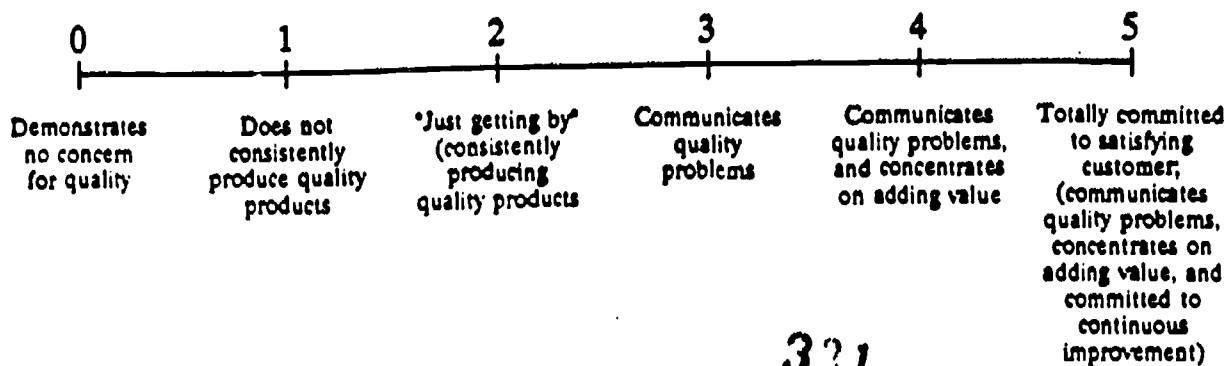 0 1 2 3 4 5
Demonstrates
no concern
for quality
Does not
consistently
produce quality
products
"Just getting by"
(consistently
producing
quality products
Communicates
quality
problems
Communicates
quality problems,
and concentrates
on adding value
Totally committed
to satisfying
customer;
(communicates
quality problems,
concentrates on
adding value, and
committed to
continuous
improvement)